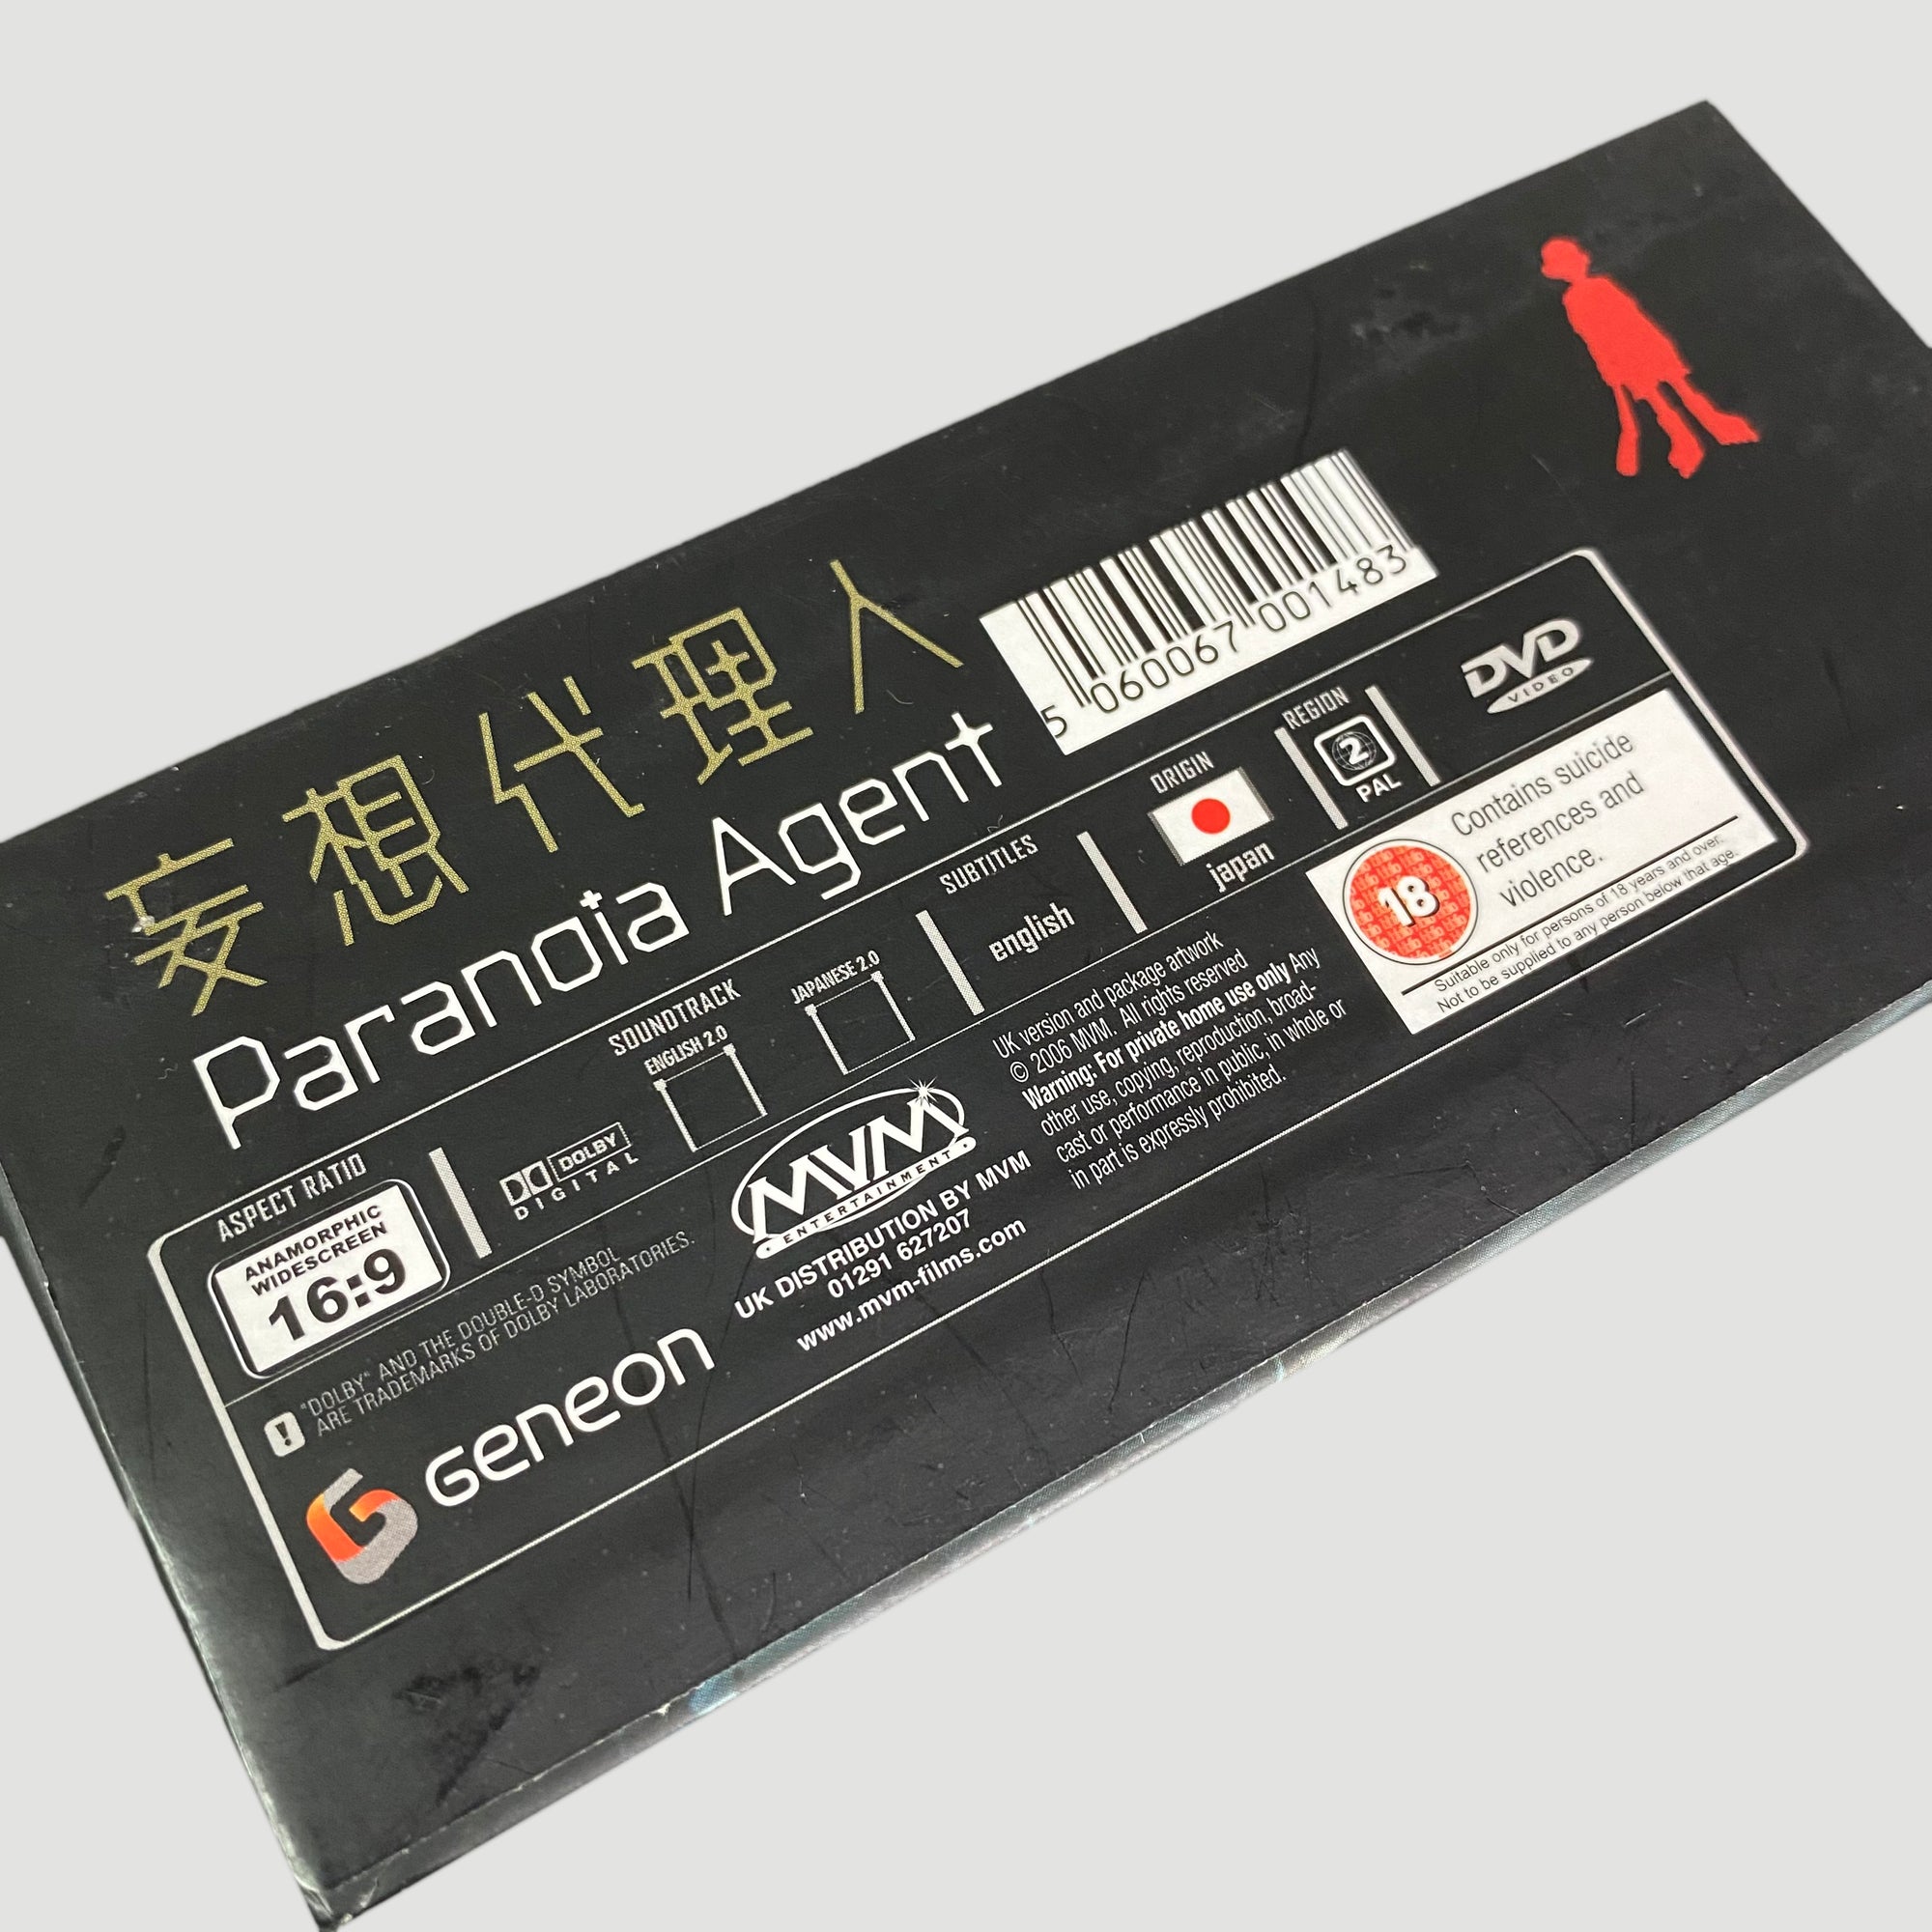 妄想代理人
Paranoia Agent
5 060067 001483
ASPECT RATIO
ANAMORPHIC
WIDESCREEN
16:9
DOLBY
DIGITAL
SOUNDTRACK
ENGLISH 2.0
JAPANESE 2.0
SUBTITLES
english
ORIGIN
japan
REGION
2
PAL
DVD
VIDEO
! "DOLBY" AND THE DOUBLE-D SYMBOL
ARE TRADEMARKS OF DOLBY LABORATORIES.
GENEON
MVM
ENTERTAINMENT
UK DISTRIBUTION BY MVM
01291 627207
www.mvm-films.com
UK version and package artwork
© 2006 MVM. All rights reserved
Warning: For private home use only Any
other use, copying, reproduction, broad-
cast or performance in public, in whole or
in part is expressly prohibited.
18
Contains suicide
references and
violence.
Suitable only for persons of 18 years and over.
Not to be supplied to any person below that age.